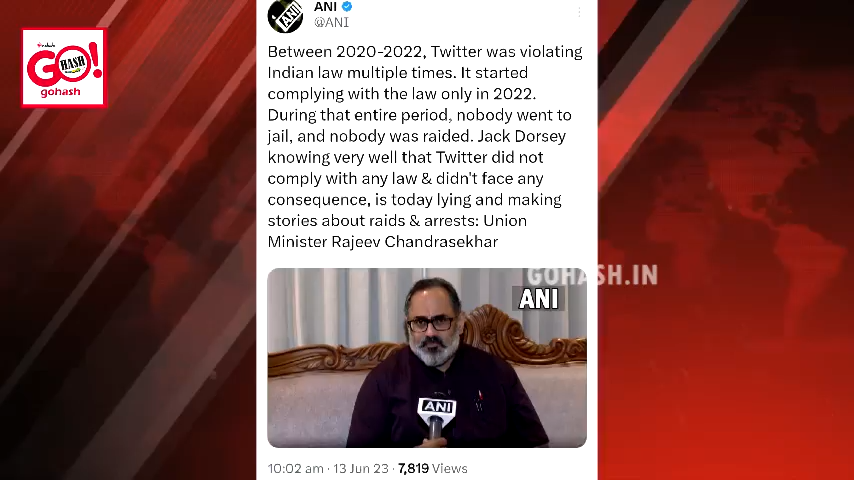 ANI
@ANI
GO!
HASH
gohash
Between 2020-2022, Twitter was violating
Indian law multiple times. It started
complying with the law only in 2022.
During that entire period, nobody went to
jail, and nobody was raided. Jack Dorsey
knowing very well that Twitter did not
comply with any law & didn't face any
consequence, is today lying and making
stories about raids & arrests: Union
Minister Rajeev Chandrasekhar
GOHASH.IN
ANI
ANI
10:02 am · 13 Jun 23 · 7,819 Views